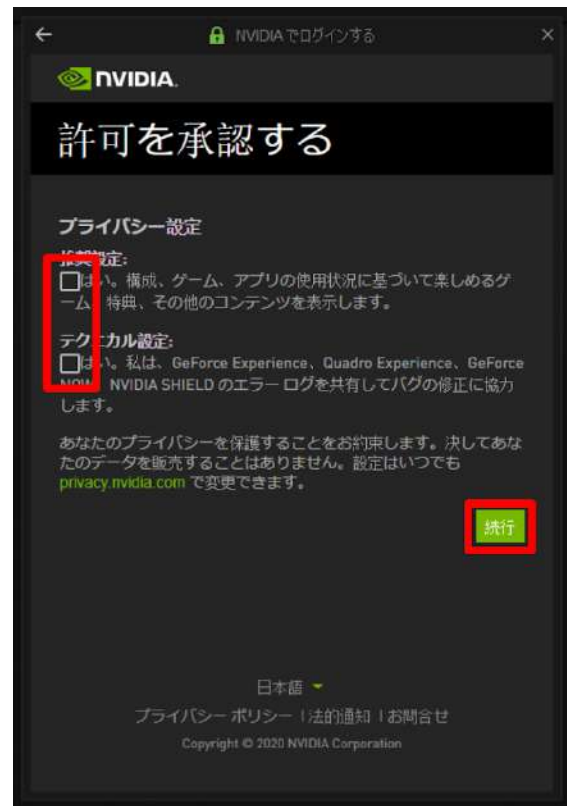 NVIDIAでログインする
NVIDIA.
許可を承認する
プライバシー設定
推奨設定:
はい。構成、ゲーム、アプリの使用状況に基づいて楽しめるゲ
ーム、特典、その他のコンテンツを表示します。
テクニカル設定:
はい。私は、GeForce Experience、Quadro Experience、GeForce
NOW、NVIDIA SHIELD のエラー ログを共有してバグの修正に協力
します。
あなたのプライバシーを保護することをお約束します。決してあな
たのデータを販売することはありません。設定はいつでも
privacy.nvidia.com で変更できます。
続行
日本語
プライバシー ポリシー | 法的通知 | お問合せ
Copyright © 2020 NVIDIA Corporation